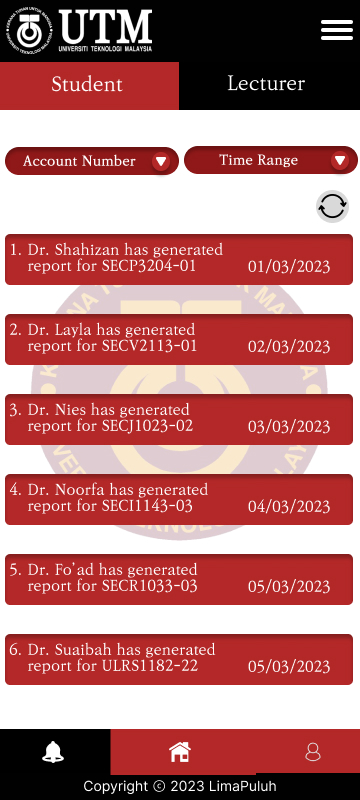 UTM
UNIVERSITI TEKNOLOGI MALAYSIA
Student
Lecturer
Account Number
Time Range
1. Dr. Shahizan has generated
report for SECP3204-01
01/03/2023
2. Dr. Layla has generated
report for SECV2113-01
02/03/2023
3. Dr. Nies has generated
report for SECJ1023-02
03/03/2023
4. Dr. Noorfa has generated
report for SECI1143-03
04/03/2023
5. Dr. Fo'ad has generated
report for SECR1033-03
05/03/2023
6. Dr. Suaibah has generated
report for ULRS1182-22
05/03/2023
Copyright © 2023 LimaPuluh